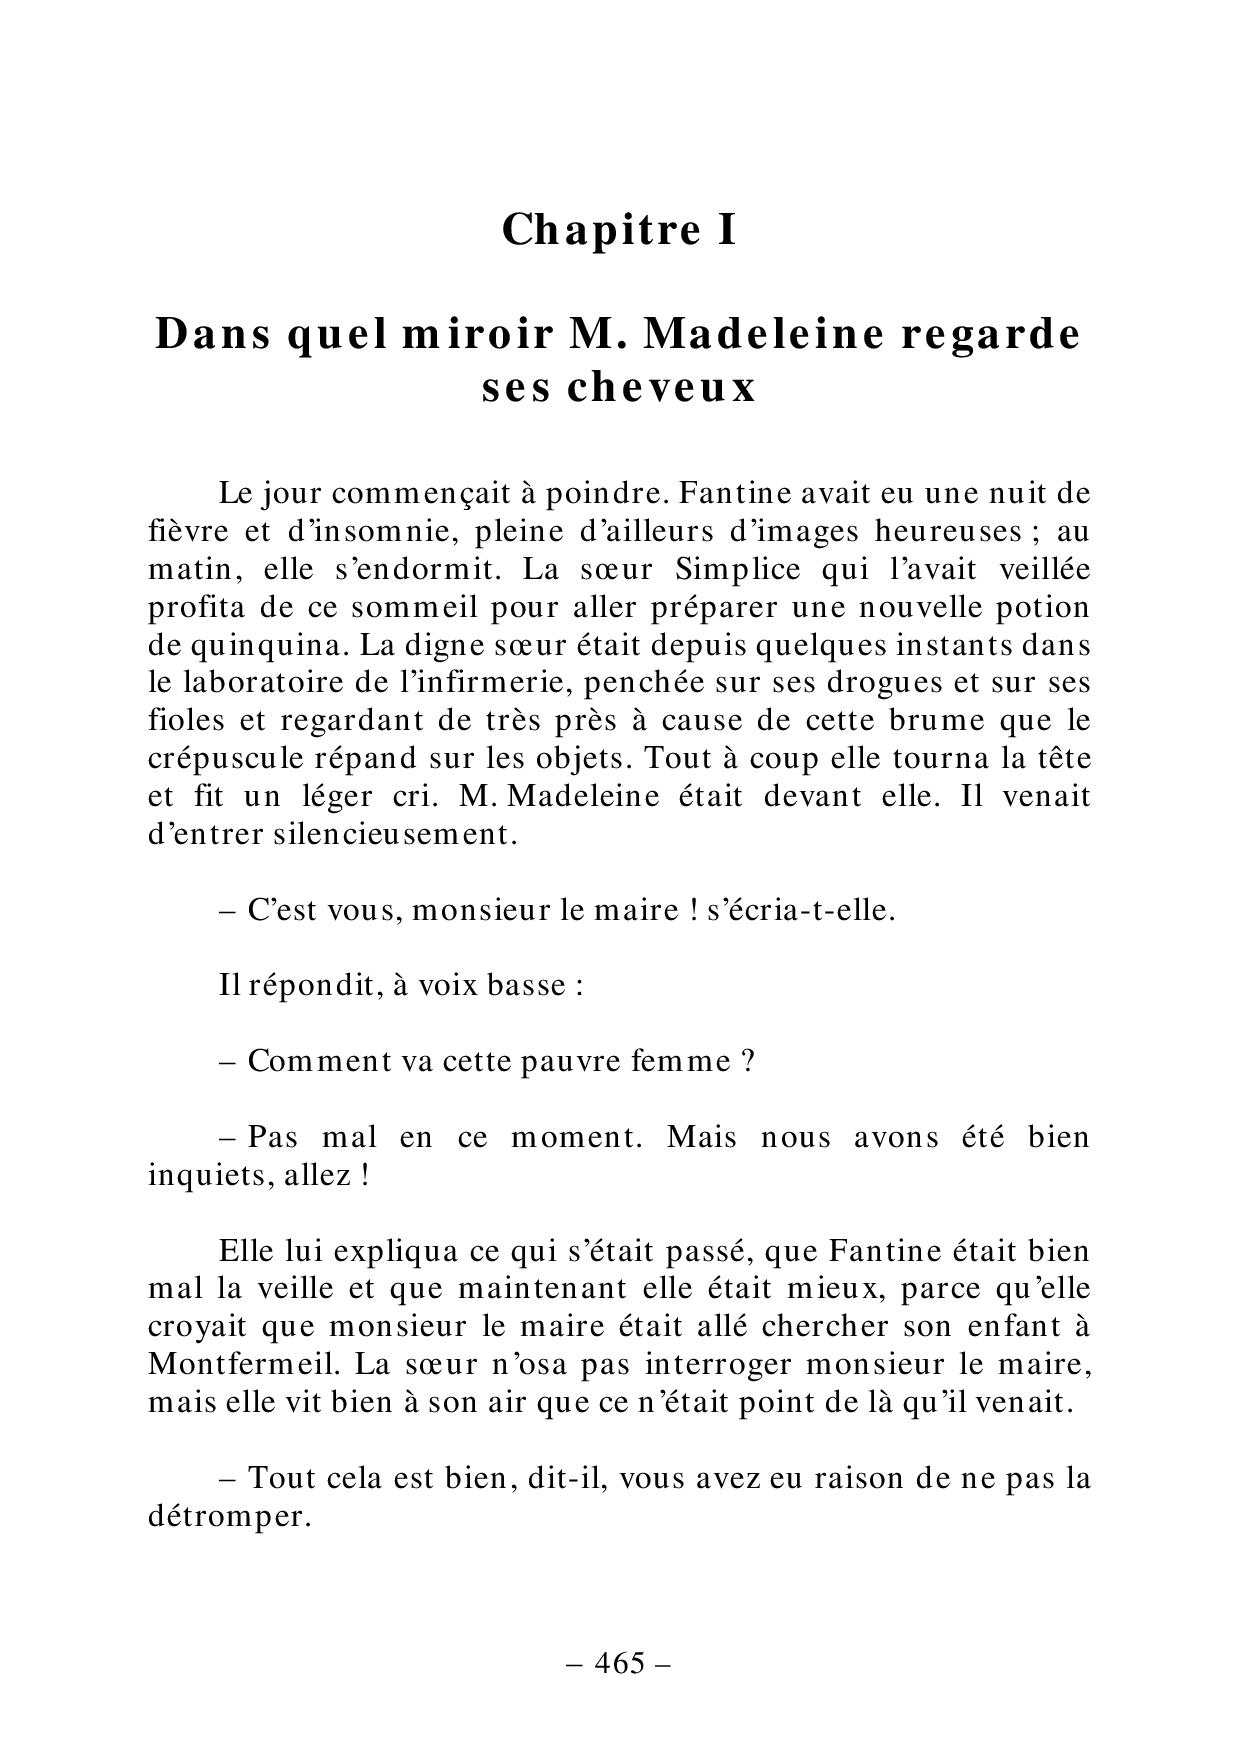 Chapitre I
Dans quel miroir M. Madeleine regarde
ses cheveux
Le jour commençait à poindre. Fantine avait eu une nuit de
fièvre et d’insomnie, pleine d’ailleurs d’images heureuses ; au
matin, elle s’endormit. La sœur Simplice qui l’avait veillée
profita de ce sommeil pour aller préparer une nouvelle potion
de quinquina. La digne sœur était depuis quelques instants dans
le laboratoire de l’infirmerie, penchée sur ses drogues et sur ses
fioles et regardant de très près à cause de cette brume que le
crépuscule répand sur les objets. Tout à coup elle tourna la tête
et fit un léger cri. M. Madeleine était devant elle. Il venait
d’entrer silencieusement.
– C’est vous, monsieur le maire ! s’écria-t-elle.
Il répondit, à voix basse :
– Comment va cette pauvre femme ?
– Pas mal en ce moment. Mais nous avons été bien
inquiets, allez !
Elle lui expliqua ce qui s’était passé, que Fantine était bien
mal la veille et que maintenant elle était mieux, parce qu’elle
croyait que monsieur le maire était allé chercher son enfant à
Montfermeil. La sœur n’osa pas interroger monsieur le maire,
mais elle vit bien à son air que ce n’était point de là qu’il venait.
– Tout cela est bien, dit-il, vous avez eu raison de ne pas la
détromper.
– 465 –